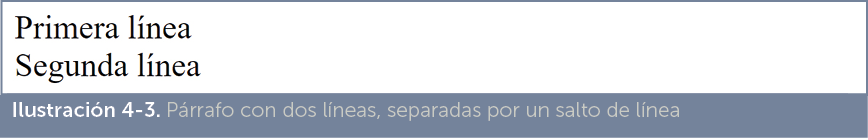 Primera línea
Segunda línea
Ilustración 4-3. Párrafo con dos líneas, separadas por un salto de línea